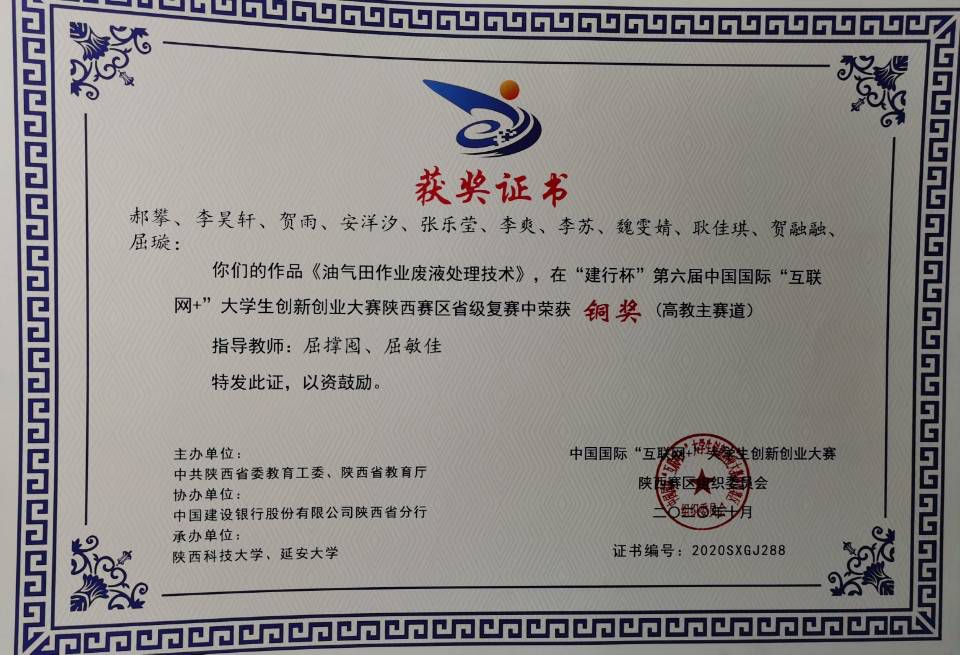 获奖证书
郝攀、李昊轩、贺雨、安洋汐、张乐莹、李爽、李苏、魏雯婧、耿佳琪、贺融融、
屈璇：
你们的作品《油气田作业废液处理技术》，在“建行杯”第六届中国国际“互联
网+”大学生创新创业大赛陕西赛区省级复赛中荣获 铜奖（高教主赛道）
指导教师：屈撑囤、屈敏佳
特发此证，以资鼓励。
主办单位：
中共陕西省委教育工委、陕西省教育厅
协办单位：
中国建设银行股份有限公司陕西省分行
承办单位：
陕西科技大学、延安大学
中国国际“互联网+”大学生创新创业大赛
陕西赛区组织委员会
二〇二〇年十月
证书编号：2020SXGJ288